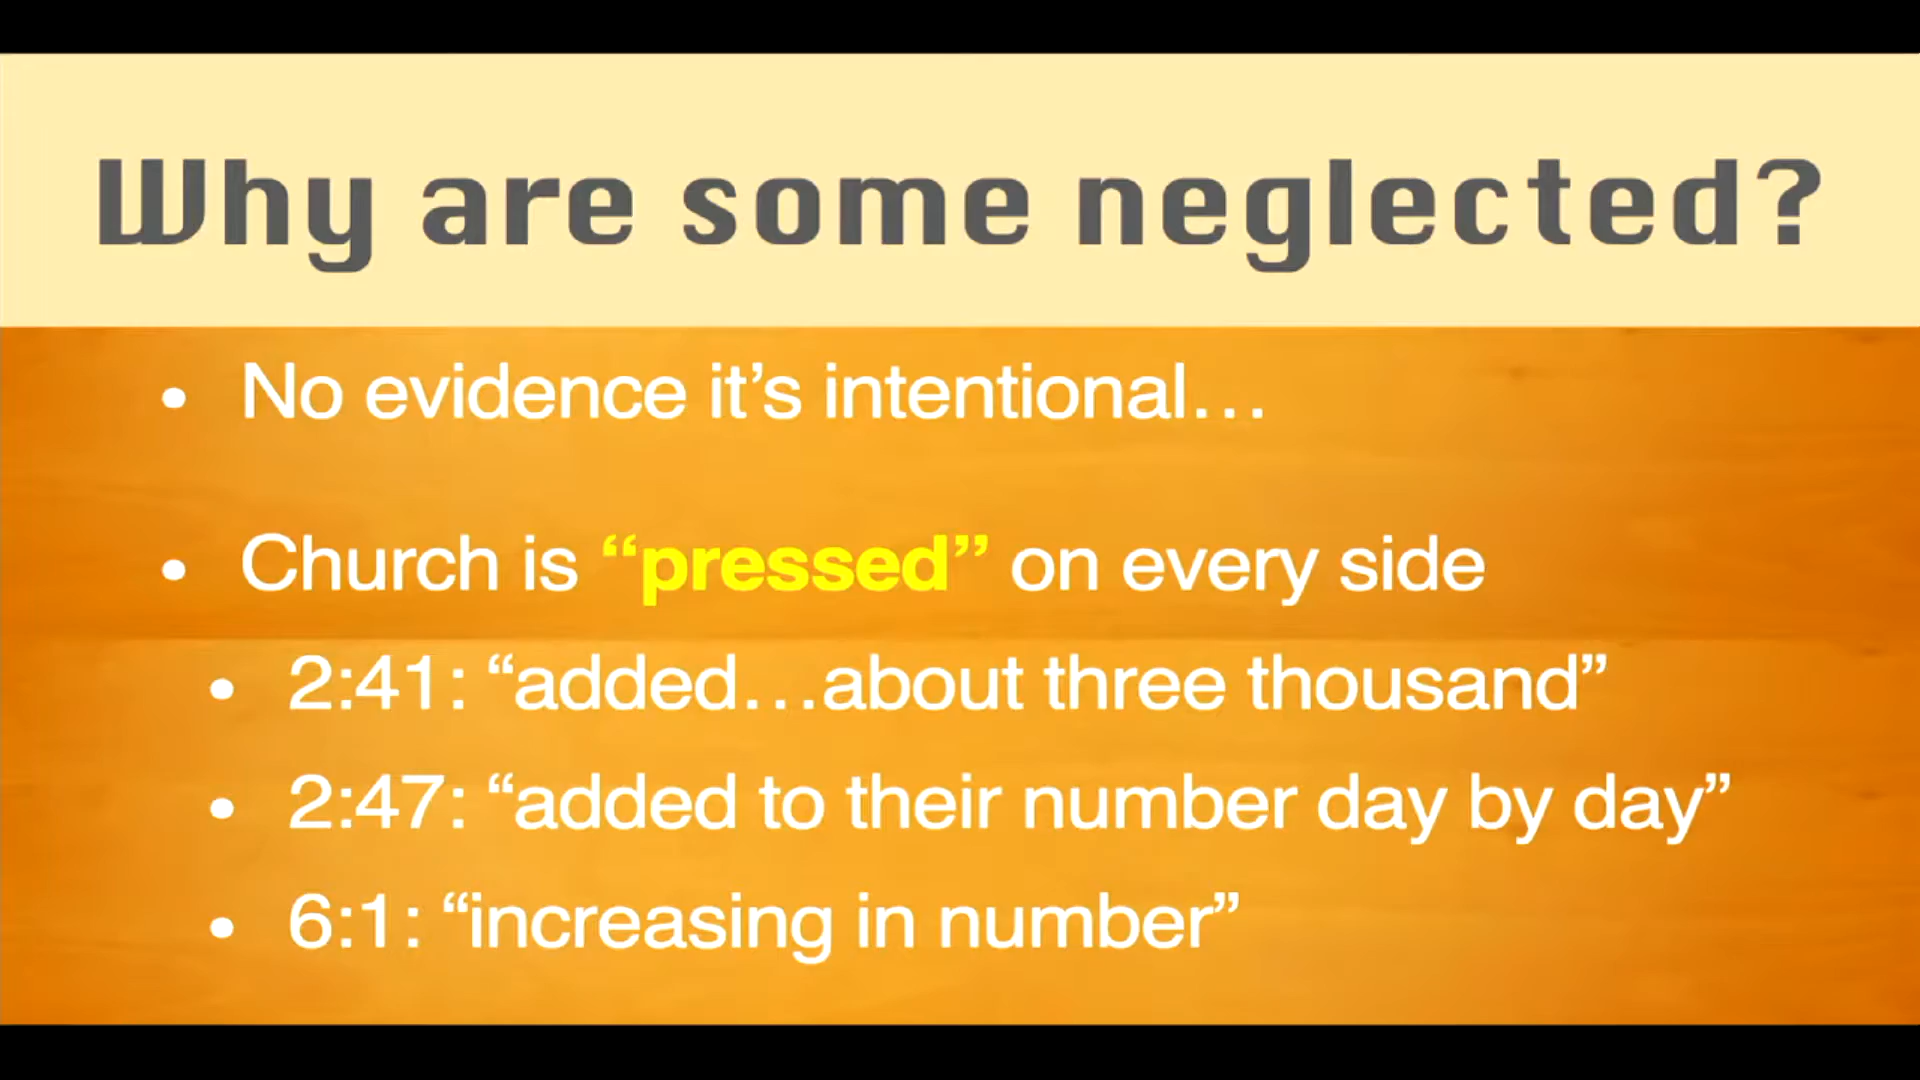 Why are some neglected?
• No evidence it’s intentional…
• Church is “pressed” on every side
• 2:41: “added…about three thousand”
• 2:47: “added to their number day by day”
• 6:1: “increasing in number”